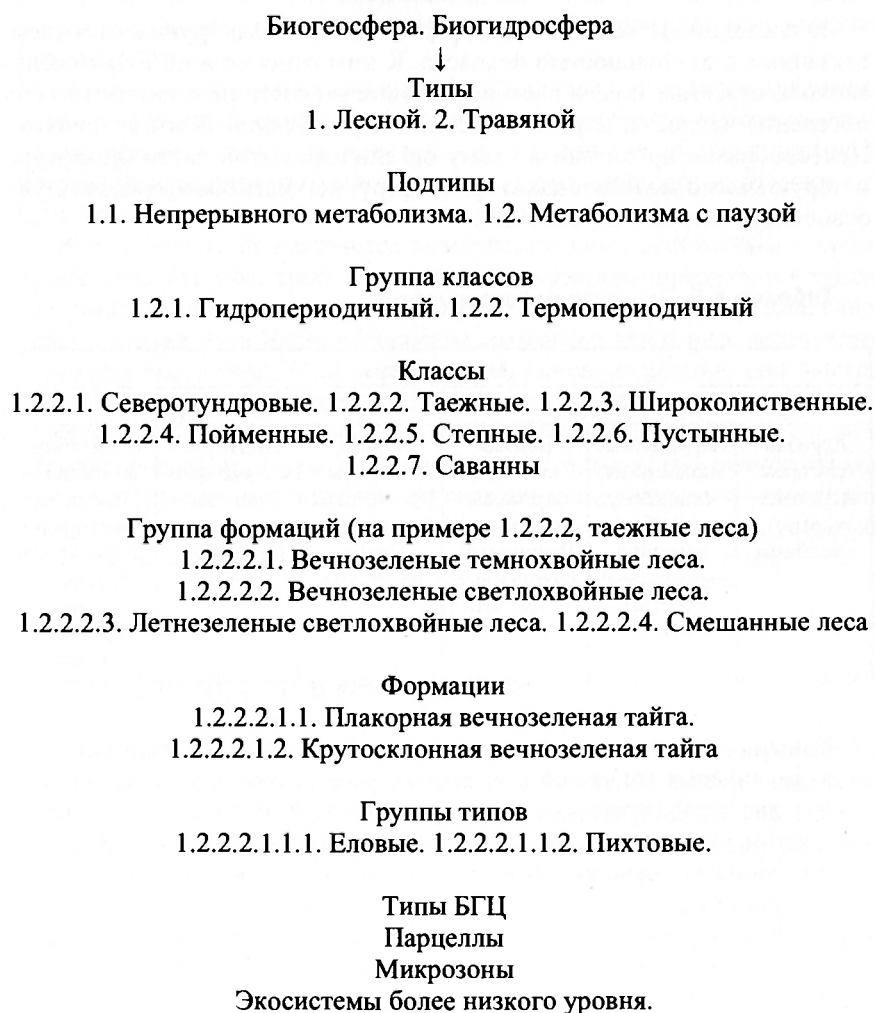 Биогеосфера. Биогидросфера
↓
Типы
1. Лесной. 2. Травяной
Подтипы
1.1. Непрерывного метаболизма. 1.2. Метаболизма с паузой
Группа классов
1.2.1. Гидропериодичный. 1.2.2. Термопериодичный
Классы
1.2.2.1. Северотундровые. 1.2.2.2. Таежные. 1.2.2.3. Широколиственные.
1.2.2.4. Пойменные. 1.2.2.5. Степные. 1.2.2.6. Пустынные.
1.2.2.7. Саванны
Группа формаций (на примере 1.2.2.2, таежные леса)
1.2.2.2.1. Вечнозеленые темнохвойные леса.
1.2.2.2.2. Вечнозеленые светлохвойные леса.
1.2.2.2.3. Летнезеленые светлохвойные леса. 1.2.2.2.4. Смешанные леса
Формации
1.2.2.2.1.1. Плакорная вечнозеленая тайга.
1.2.2.2.1.2. Крутосклонная вечнозеленая тайга
Группы типов
1.2.2.2.1.1.1. Еловые. 1.2.2.2.1.1.2. Пихтовые.
Типы БГЦ
Парцеллы
Микрозоны
Экосистемы более низкого уровня.